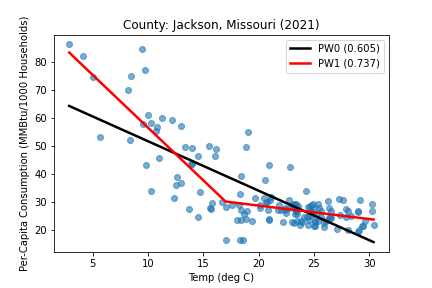 County: Jackson, Missouri (2021)
PW0 (0.605)
PW1 (0.737)
Per-Capita Consumption (MMBtu/1000 Households)
80
70
60
50
40
30
20
5 10 15 20 25 30
Temp (deg C)